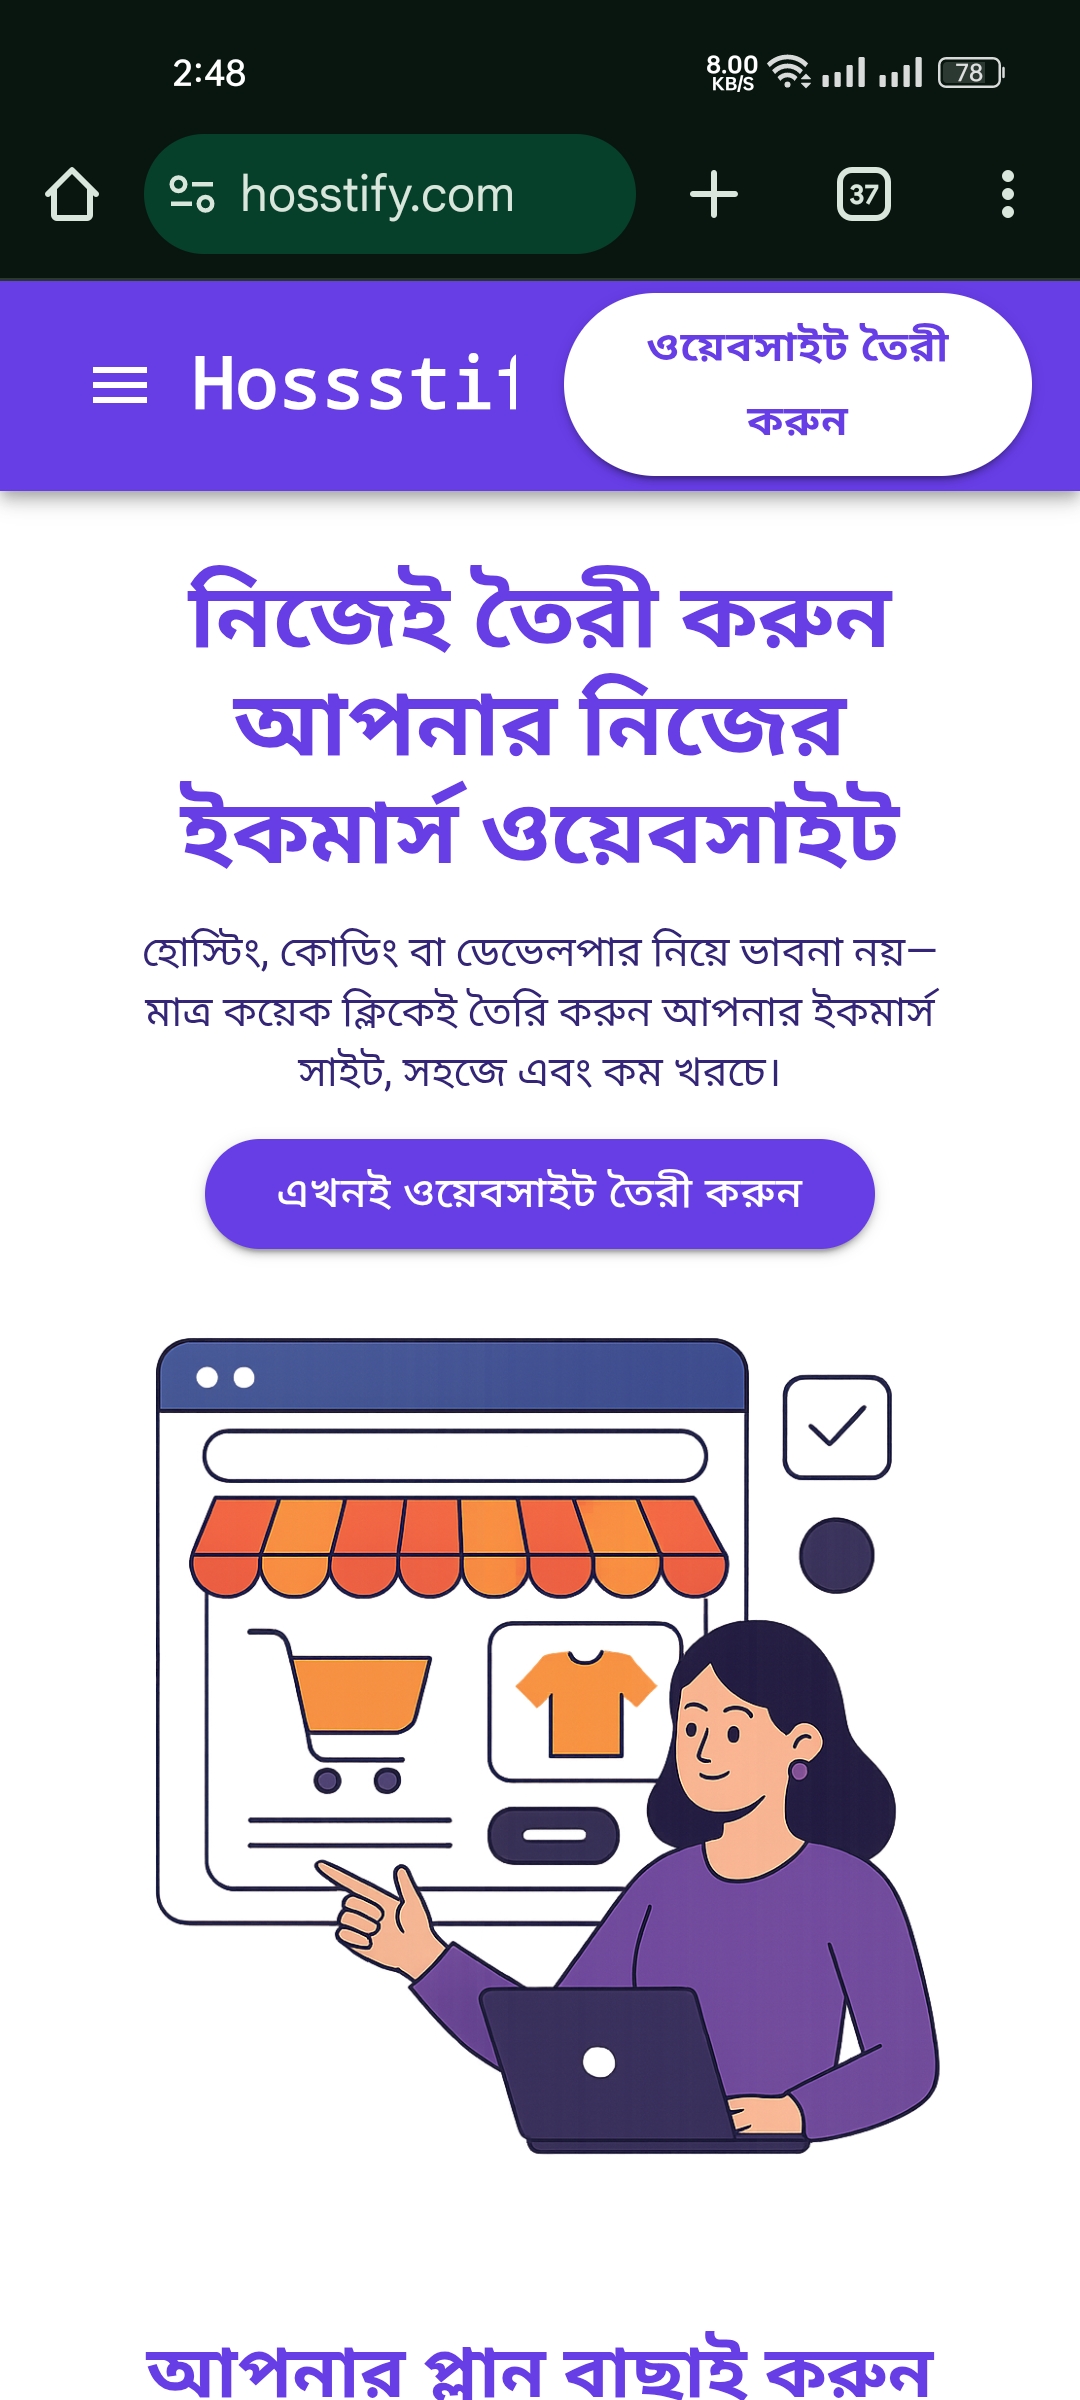 2:48
8.00
KB/S
78
hosstify.com
37
Hossstif
ওয়েবসাইট তৈরী
করুন
নিজেই তৈরী করুন
আপনার নিজের
ইকমার্স ওয়েবসাইট
হোস্টিং, কোডিং বা ডেভেলপার নিয়ে ভাবনা নয়—
মাত্র কয়েক ক্লিকেই তৈরি করুন আপনার ইকমার্স
সাইট, সহজে এবং কম খরচে।
এখনই ওয়েবসাইট তৈরী করুন
আপনার প্লান বাছাই করুন